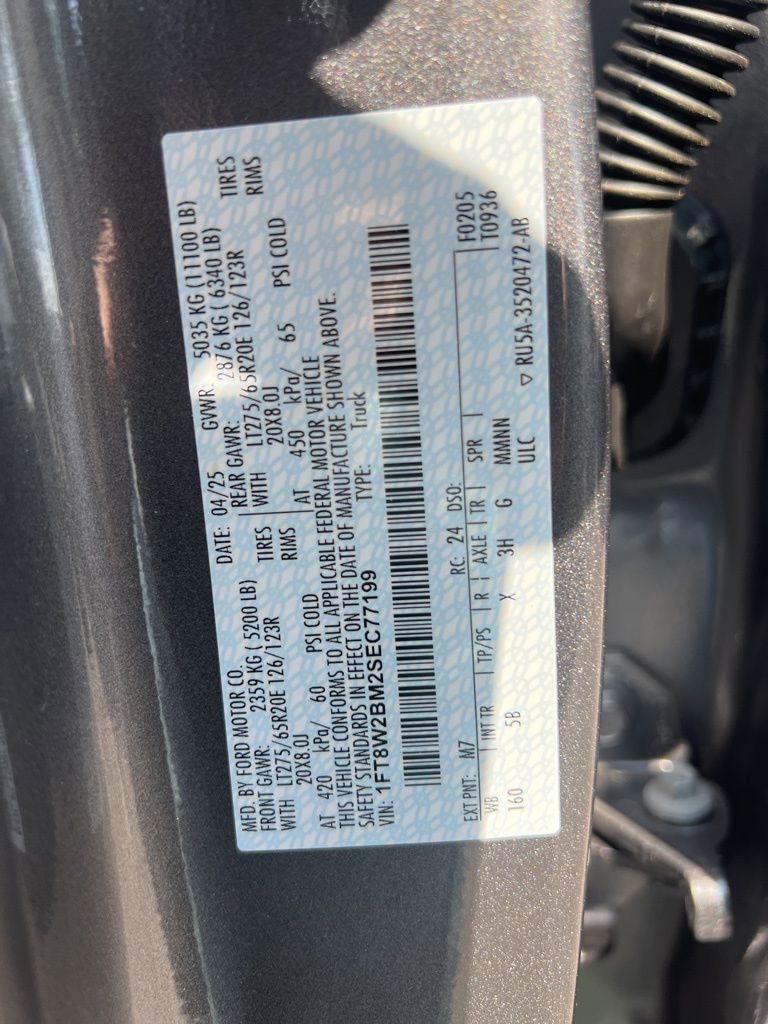 MFD. BY FORD MOTOR CO.
DATE: 04/25 GVWR: 5035 KG (11100 LB)
FRONT GAWR: 2359 KG ( 5200 LB) REAR GAWR: 2876 KG ( 6340 LB)
WITH LT275/65R20E 126/123R TIRES WITH LT275/65R20E 126/123R TIRES
20X8.0J RIMS 20X8.0J RIMS
AT 420 kPa/ 60 PSI COLD AT 450 kPa/ 65 PSI COLD
THIS VEHICLE CONFORMS TO ALL APPLICABLE FEDERAL MOTOR VEHICLE
SAFETY STANDARDS IN EFFECT ON THE DATE OF MANUFACTURE SHOWN ABOVE.
VIN: 1FT8W2BM2SEC77199 TYPE: Truck
F0205
EXT PNT: M7 RC: 24 DSO: T0936
WB | INT TR | TP/PS | R | AXLE | TR | SPR |
160 5B X 3H G MMNN
ULC ▽ RU5A-3520472-AB